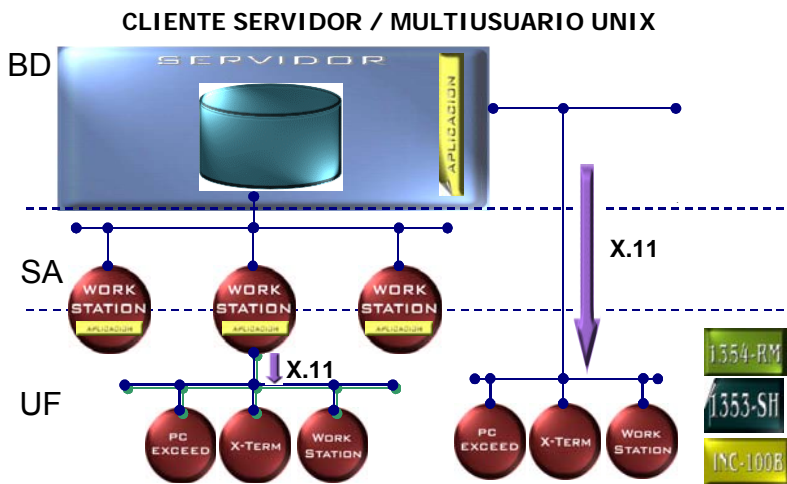 CLIENTE SERVIDOR / MULTIUSUARIO UNIX
BD
SERVIDOR
APLICACION
X.11
SA
WORK
STATION
APLICACION
WORK
STATION
APLICACION
WORK
STATION
APLICACION
X.11
UF
PC
EXCEED
X-TERM
WORK
STATION
PC
EXCEED
X-TERM
WORK
STATION
1354-RM
1353-SH
INC-100B